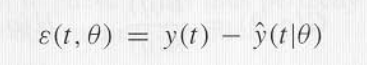 ε(t, θ) = y(t) − ŷ(t|θ)